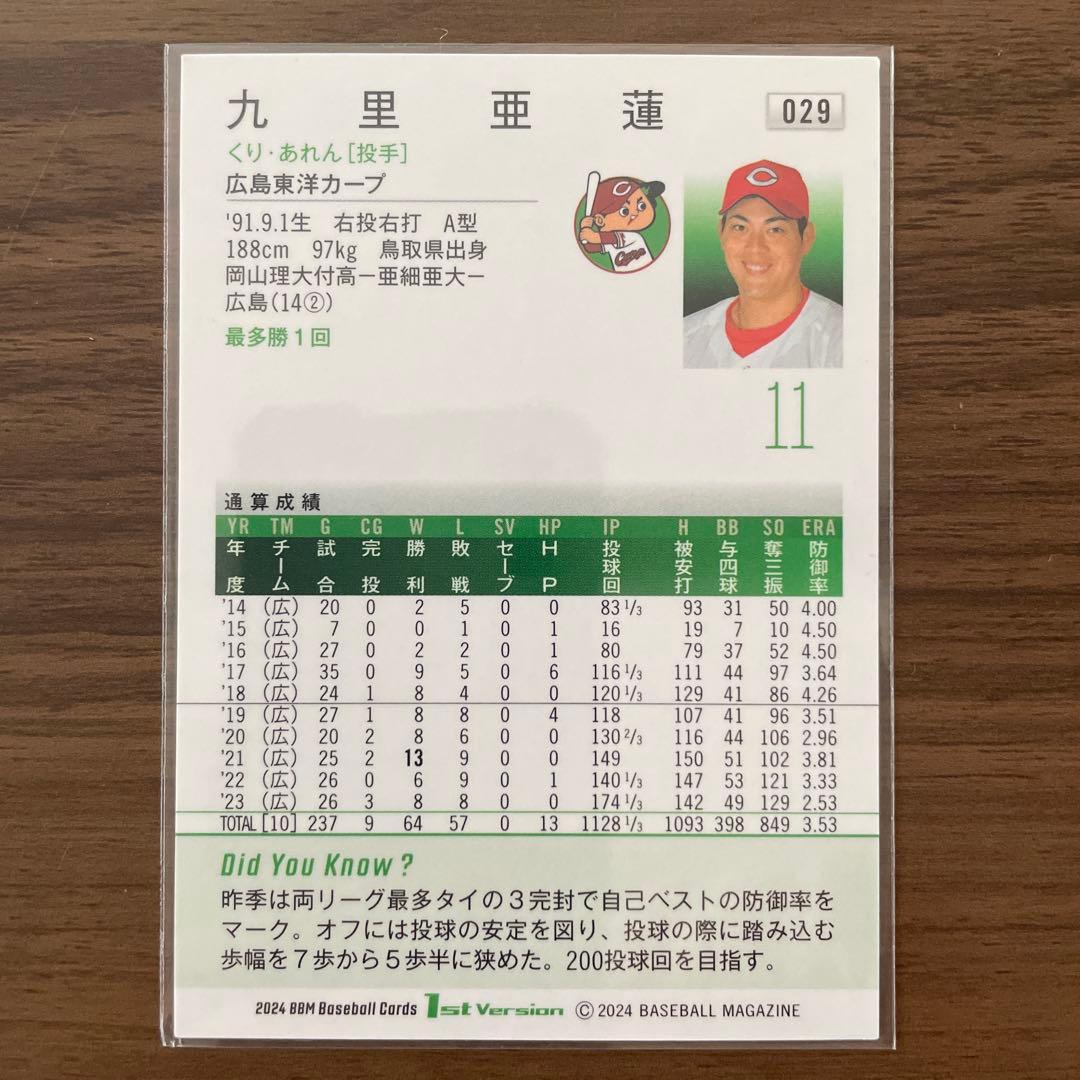 九里亜蓮 029
くり・あれん[投手]
広島東洋カープ
'91.9.1生 右投右打 A型
188cm 97kg 鳥取県出身
岡山理大付高ー亜細亜大ー
広島(14②)
最多勝1回
C
Carp
C
11
通算成績
YR TM G CG W L SV HP IP H BB SO ERA
年度 チーム 試合 完投 勝利 敗戦 セーブ HP 投球回 被安打 与四球 奪三振 防御率
'14 (広) 20 0 2 5 0 0 83 1/3 93 31 50 4.00
'15 (広) 7 0 0 1 0 1 16 19 7 10 4.50
'16 (広) 27 0 2 2 0 1 80 79 37 52 4.50
'17 (広) 35 0 9 5 0 6 116 1/3 111 44 97 3.64
'18 (広) 24 1 8 4 0 0 120 1/3 129 41 86 4.26
'19 (広) 27 1 8 8 0 4 118 107 41 96 3.51
'20 (広) 20 2 8 6 0 0 130 2/3 116 44 106 2.96
'21 (広) 25 2 13 9 0 0 149 150 51 102 3.81
'22 (広) 26 0 6 9 0 1 140 1/3 147 53 121 3.33
'23 (広) 26 3 8 8 0 0 174 1/3 142 49 129 2.53
TOTAL [10] 237 9 64 57 0 13 1128 1/3 1093 398 849 3.53
Did You Know?
昨季は両リーグ最多タイの3完封で自己ベストの防御率を
マーク。オフには投球の安定を図り、投球の際に踏み込む
歩幅を7歩から5歩半に狭めた。200投球回を目指す。
2024 BBM Baseball Cards 1st Version © 2024 BASEBALL MAGAZINE